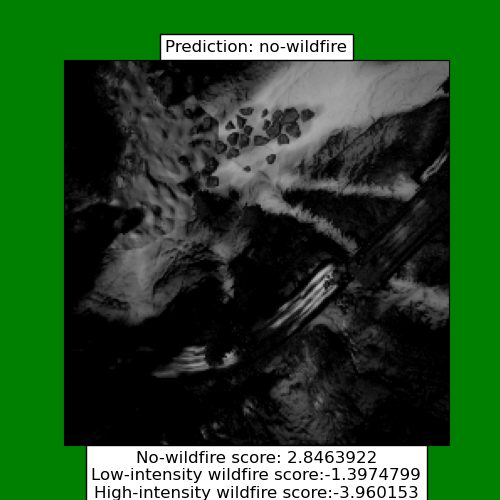 Prediction: no-wildfire
No-wildfire score: 2.8463922
Low-intensity wildfire score:-1.3974799
High-intensity wildfire score:-3.960153